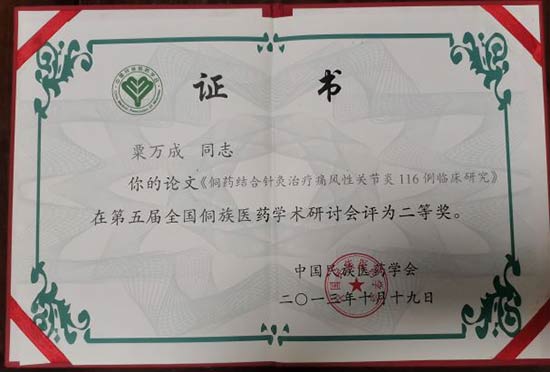 证 书
粟万成 同志
你的论文《侗药结合针灸治疗痛风性关节炎116例临床研究》
在第五届全国侗族医药学术研讨会评为二等奖。
中国民族医药学会
二〇一三年十月十九日